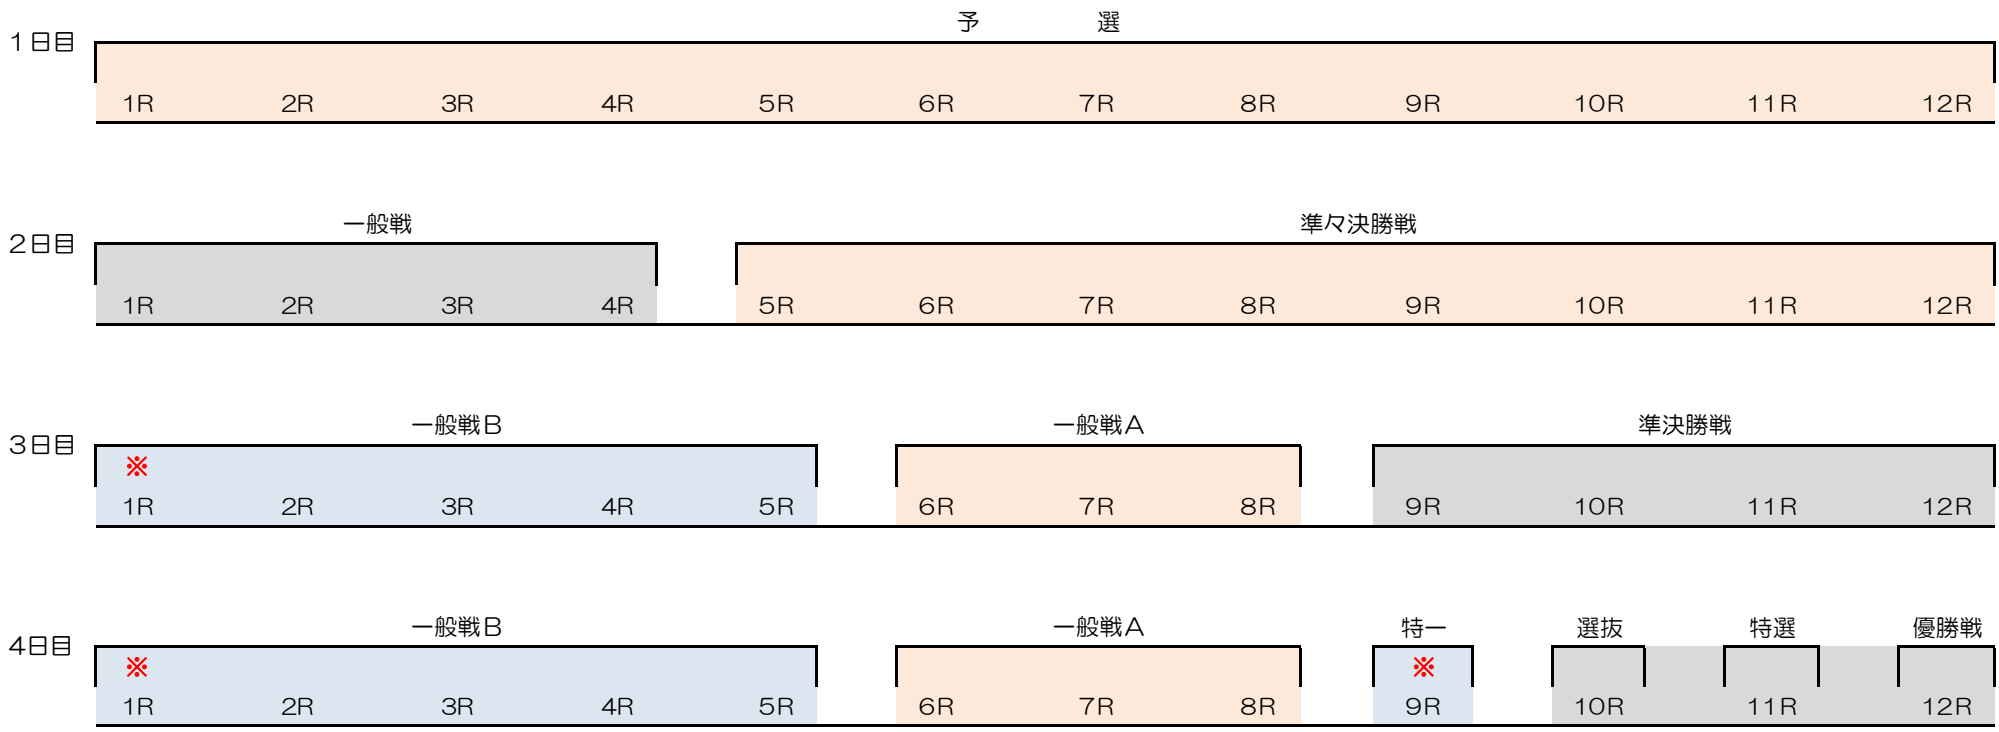 予 選
1日目
1R 2R 3R 4R 5R 6R 7R 8R 9R 10R 11R 12R
一般戦 準々決勝戦
2日目
1R 2R 3R 4R 5R 6R 7R 8R 9R 10R 11R 12R
一般戦B 一般戦A 準決勝戦
3日目
※
1R 2R 3R 4R 5R 6R 7R 8R 9R 10R 11R 12R
一般戦B 一般戦A 特一 選抜 特選 優勝戦
4日目
※ ※
1R 2R 3R 4R 5R 6R 7R 8R 9R 10R 11R 12R